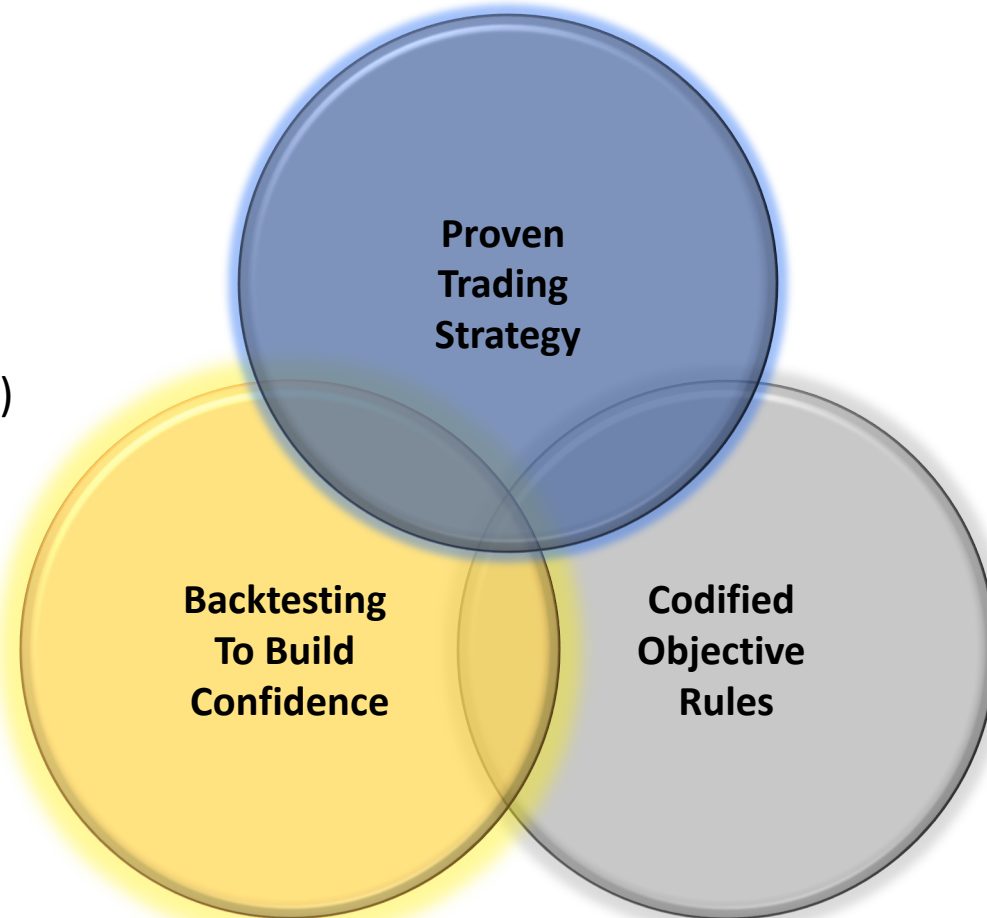 Proven
Trading
Strategy
)
Backtesting
To Build
Confidence
Codified
Objective
Rules